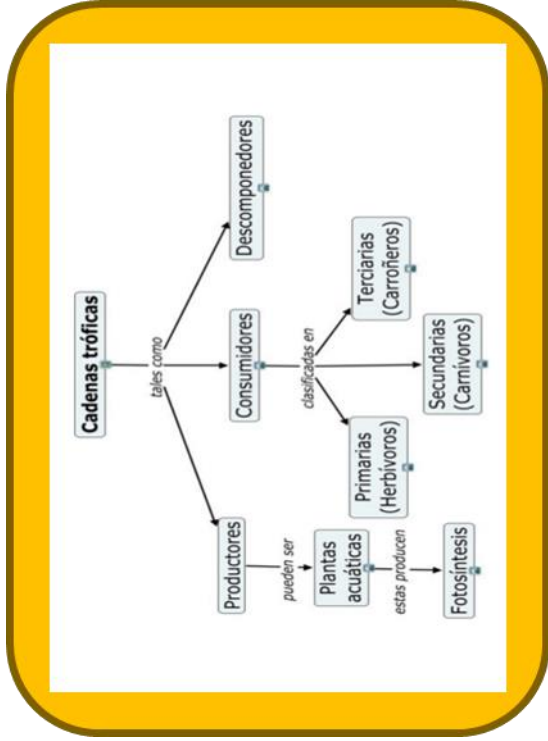 Cadenas tróficas
tales como
Productores
Consumidores
Descomponedores
pueden ser
clasificadas en
Plantas
acuáticas
Primarias
(Herbívoros)
Secundarias
(Carnívoros)
Terciarias
(Carroñeros)
estas producen
Fotosíntesis